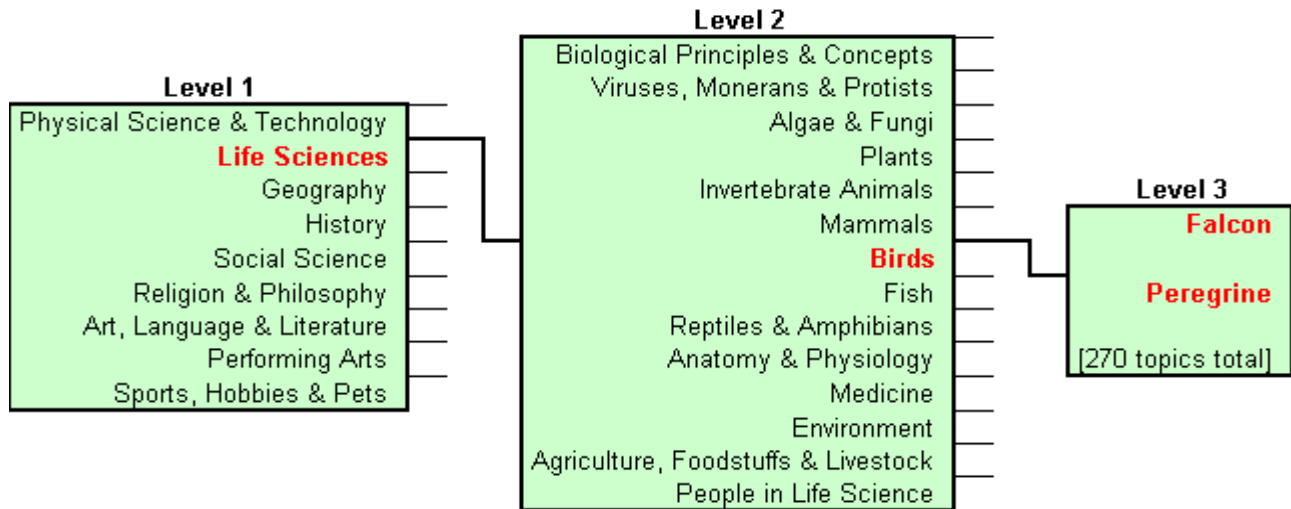 Level 1
Physical Science & Technology
Life Sciences
Geography
History
Social Science
Religion & Philosophy
Art, Language & Literature
Performing Arts
Sports, Hobbies & Pets
Level 2
Biological Principles & Concepts
Viruses, Monerans & Protists
Algae & Fungi
Plants
Invertebrate Animals
Mammals
Birds
Fish
Reptiles & Amphibians
Anatomy & Physiology
Medicine
Environment
Agriculture, Foodstuffs & Livestock
People in Life Science
Level 3
Falcon
Peregrine
[270 topics total]